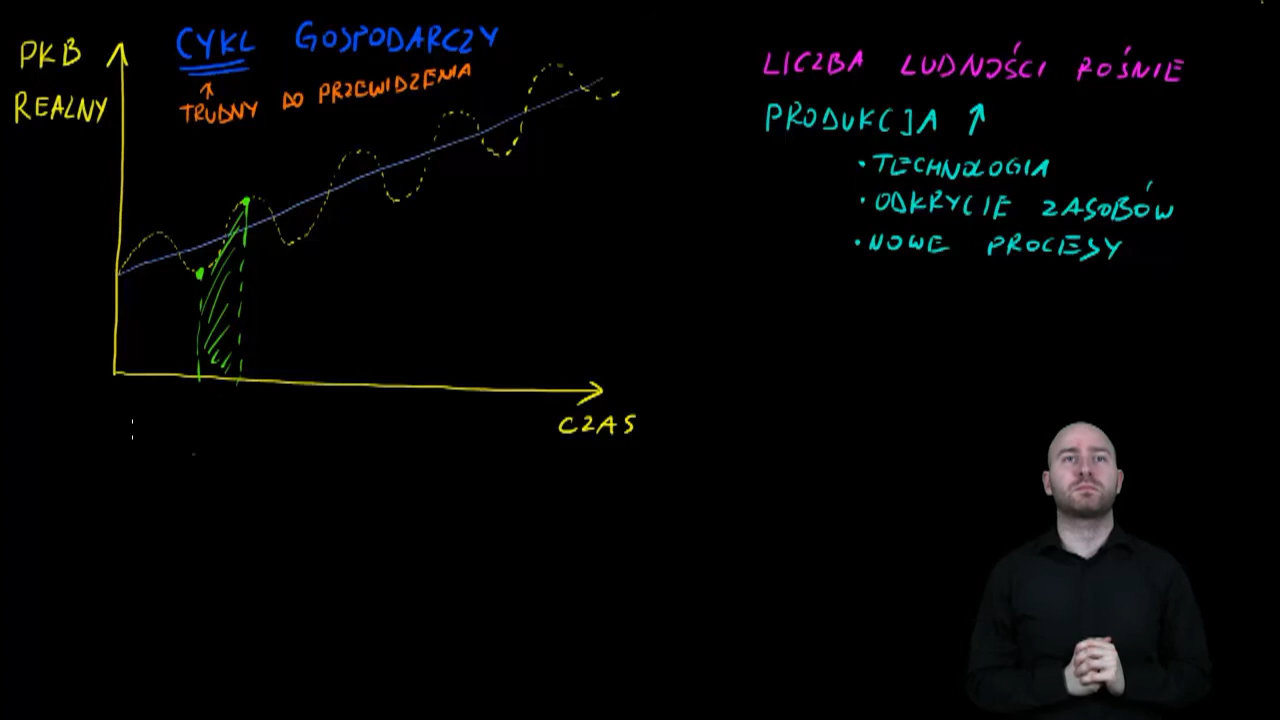 PKB
REALNY
CYKL GOSPODARCZY
TRUDNY DO PRZEWIDZENIA
CZAS
LICZBA LUDNOŚCI ROŚNIE
PRODUKCJA ↑
• TECHNOLOGIA
• ODKRYCIE ZASOBÓW
• NOWE PROCESY